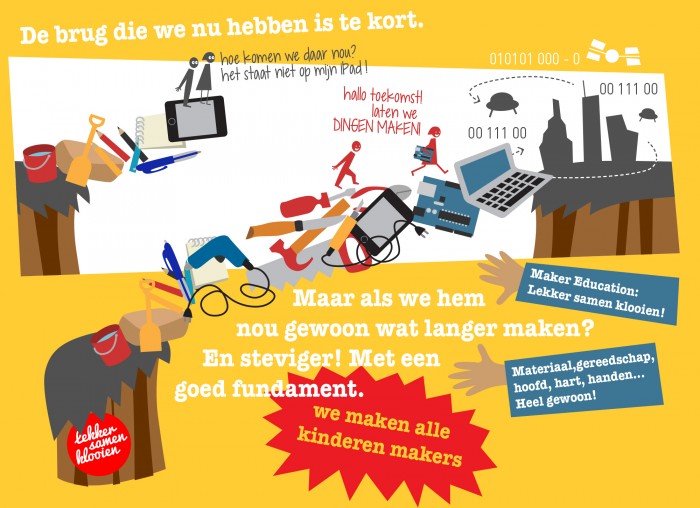 De brug die we nu hebben is te kort.
hoe komen we daar nou?
het staat niet op mijn IPad !
010101 000 - 0
hallo toekomst!
laten we
DINGEN MAKEN!
00 111 00
00 111 00
Maker Education:
Lekker samen klooien!
Maar als we hem
nou gewoon wat langer maken?
En steviger! Met een
goed fundament.
Materiaal,gereedschap,
hoofd, hart, handen...
Heel gewoon!
we maken alle
kinderen makers
lekker
samen
klooien